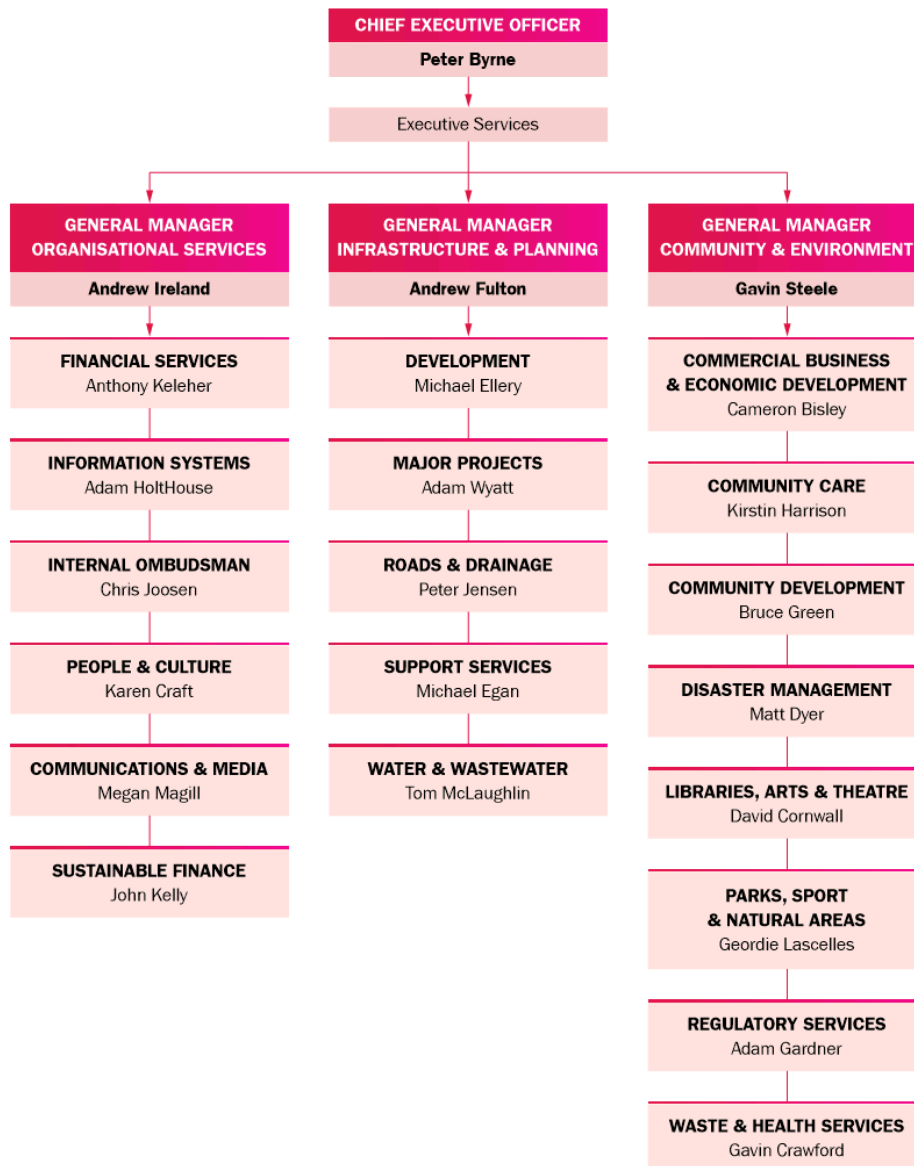 CHIEF EXECUTIVE OFFICER
Peter Byrne
Executive Services
GENERAL MANAGER
ORGANISATIONAL SERVICES
Andrew Ireland
FINANCIAL SERVICES
Anthony Keleher
INFORMATION SYSTEMS
Adam HoltHouse
INTERNAL OMBUDSMAN
Chris Joosen
PEOPLE & CULTURE
Karen Craft
COMMUNICATIONS & MEDIA
Megan Magill
SUSTAINABLE FINANCE
John Kelly
GENERAL MANAGER
INFRASTRUCTURE & PLANNING
Andrew Fulton
DEVELOPMENT
Michael Ellery
MAJOR PROJECTS
Adam Wyatt
ROADS & DRAINAGE
Peter Jensen
SUPPORT SERVICES
Michael Egan
WATER & WASTEWATER
Tom McLaughlin
GENERAL MANAGER
COMMUNITY & ENVIRONMENT
Gavin Steele
COMMERCIAL BUSINESS
& ECONOMIC DEVELOPMENT
Cameron Bisley
COMMUNITY CARE
Kirstin Harrison
COMMUNITY DEVELOPMENT
Bruce Green
DISASTER MANAGEMENT
Matt Dyer
LIBRARIES, ARTS & THEATRE
David Cornwall
PARKS, SPORT
& NATURAL AREAS
Geordie Lascelles
REGULATORY SERVICES
Adam Gardner
WASTE & HEALTH SERVICES
Gavin Crawford